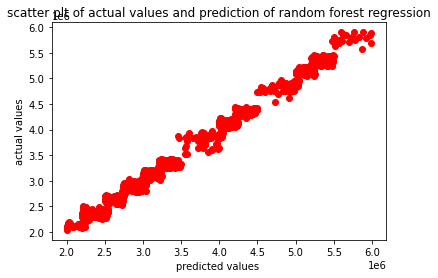 scatter plt of actual values and prediction of random forest regression
1e6
6.0
5.5
5.0
4.5
4.0
3.5
3.0
2.5
2.0
actual values
2.0 2.5 3.0 3.5 4.0 4.5 5.0 5.5 6.0
1e6
predicted values